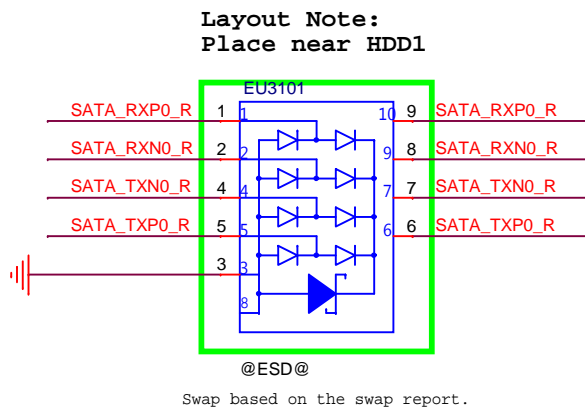 Layout Note:
Place near HDD1
EU3101
SATA_RXP0_R 1 1 10 9 SATA_RXP0_R
SATA_RXN0_R 2 2 9 8 SATA_RXN0_R
SATA_TXN0_R 4 4 7 7 SATA_TXN0_R
SATA_TXP0_R 5 5 6 6 SATA_TXP0_R
3 3
8
@ESD@
Swap based on the swap report.